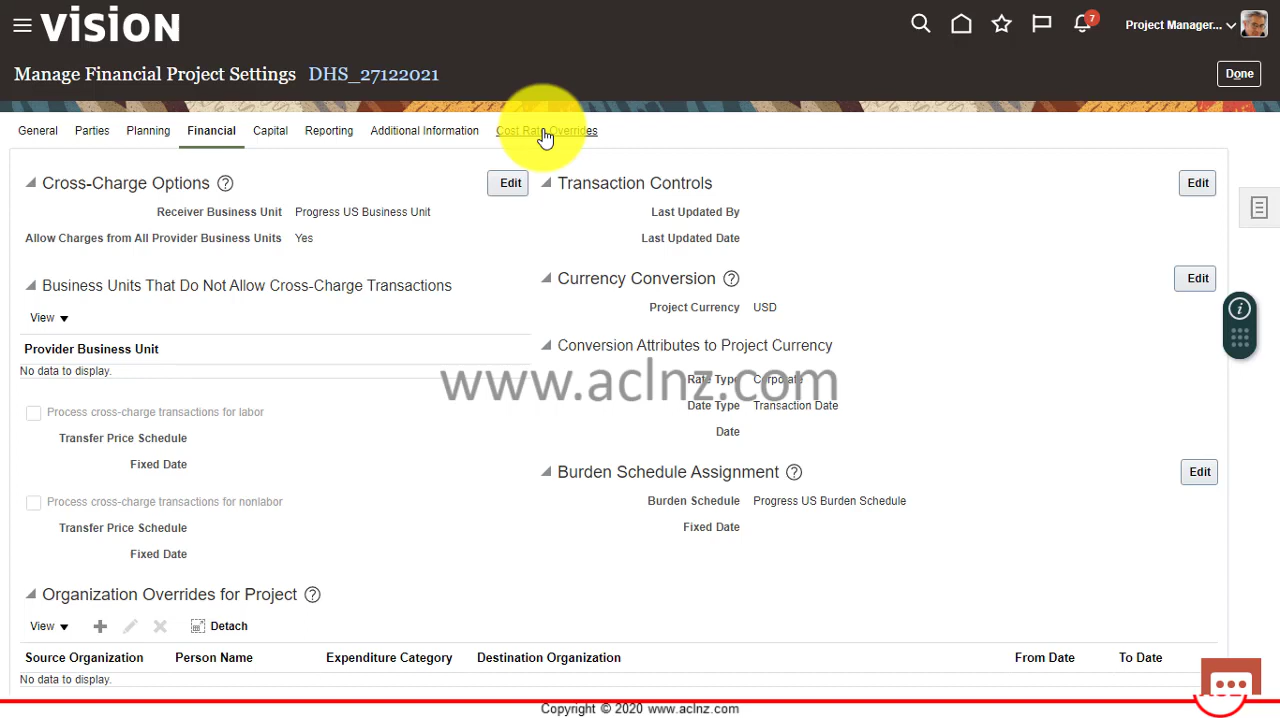 vision
7
Project Manager...
Manage Financial Project Settings DHS_27122021
Done
General Parties Planning Financial Capital Reporting Additional Information Cost Rate Overrides
Cross-Charge Options
Edit
Receiver Business Unit Progress US Business Unit
Allow Charges from All Provider Business Units Yes
Business Units That Do Not Allow Cross-Charge Transactions
View
Provider Business Unit
No data to display.
Process cross-charge transactions for labor
Transfer Price Schedule
Fixed Date
Process cross-charge transactions for nonlabor
Transfer Price Schedule
Fixed Date
Transaction Controls
Edit
Last Updated By
Last Updated Date
Currency Conversion
Edit
Project Currency USD
Conversion Attributes to Project Currency
Rate Type Corporate
Date Type Transaction Date
Date
www.aclnz.com
Burden Schedule Assignment
Edit
Burden Schedule Progress US Burden Schedule
Fixed Date
Organization Overrides for Project
View Detach
Source Organization Person Name Expenditure Category Destination Organization From Date To Date
No data to display.
Copyright © 2020 www.aclnz.com